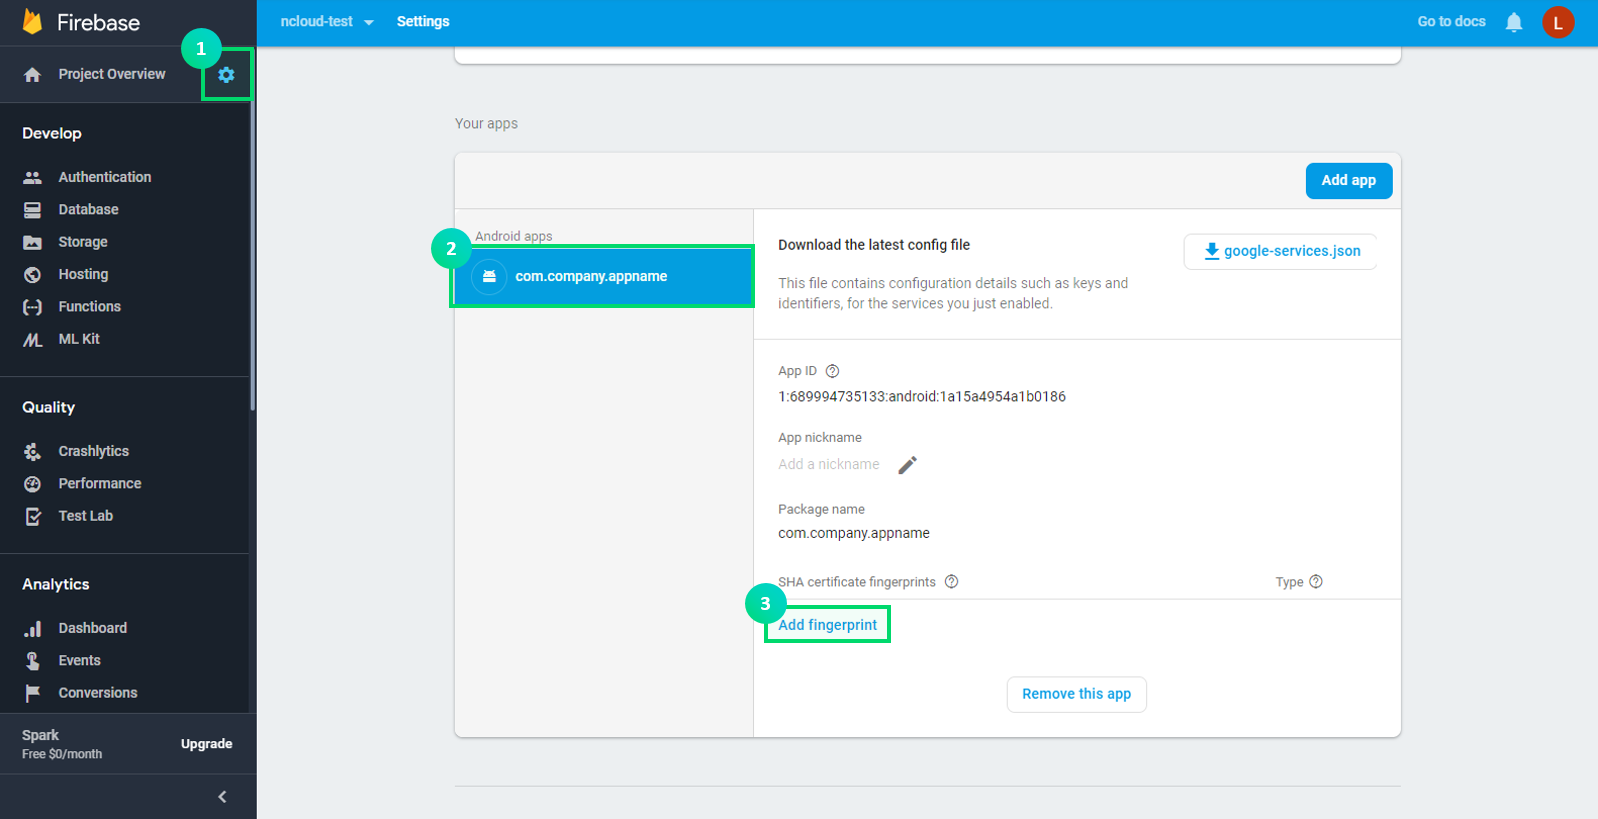 Firebase
ncloud-test
Settings
Go to docs
L
1
Project Overview
Develop
Authentication
Database
Storage
Hosting
Functions
ML Kit
Quality
Crashlytics
Performance
Test Lab
Analytics
Dashboard
Events
Conversions
Spark
Free $0/month
Upgrade
Your apps
Add app
Android apps
2
com.company.appname
Download the latest config file
google-services.json
This file contains configuration details such as keys and
identifiers, for the services you just enabled.
App ID
1:689994735133:android:1a15a4954a1b0186
App nickname
Add a nickname
Package name
com.company.appname
SHA certificate fingerprints
Type
3
Add fingerprint
Remove this app